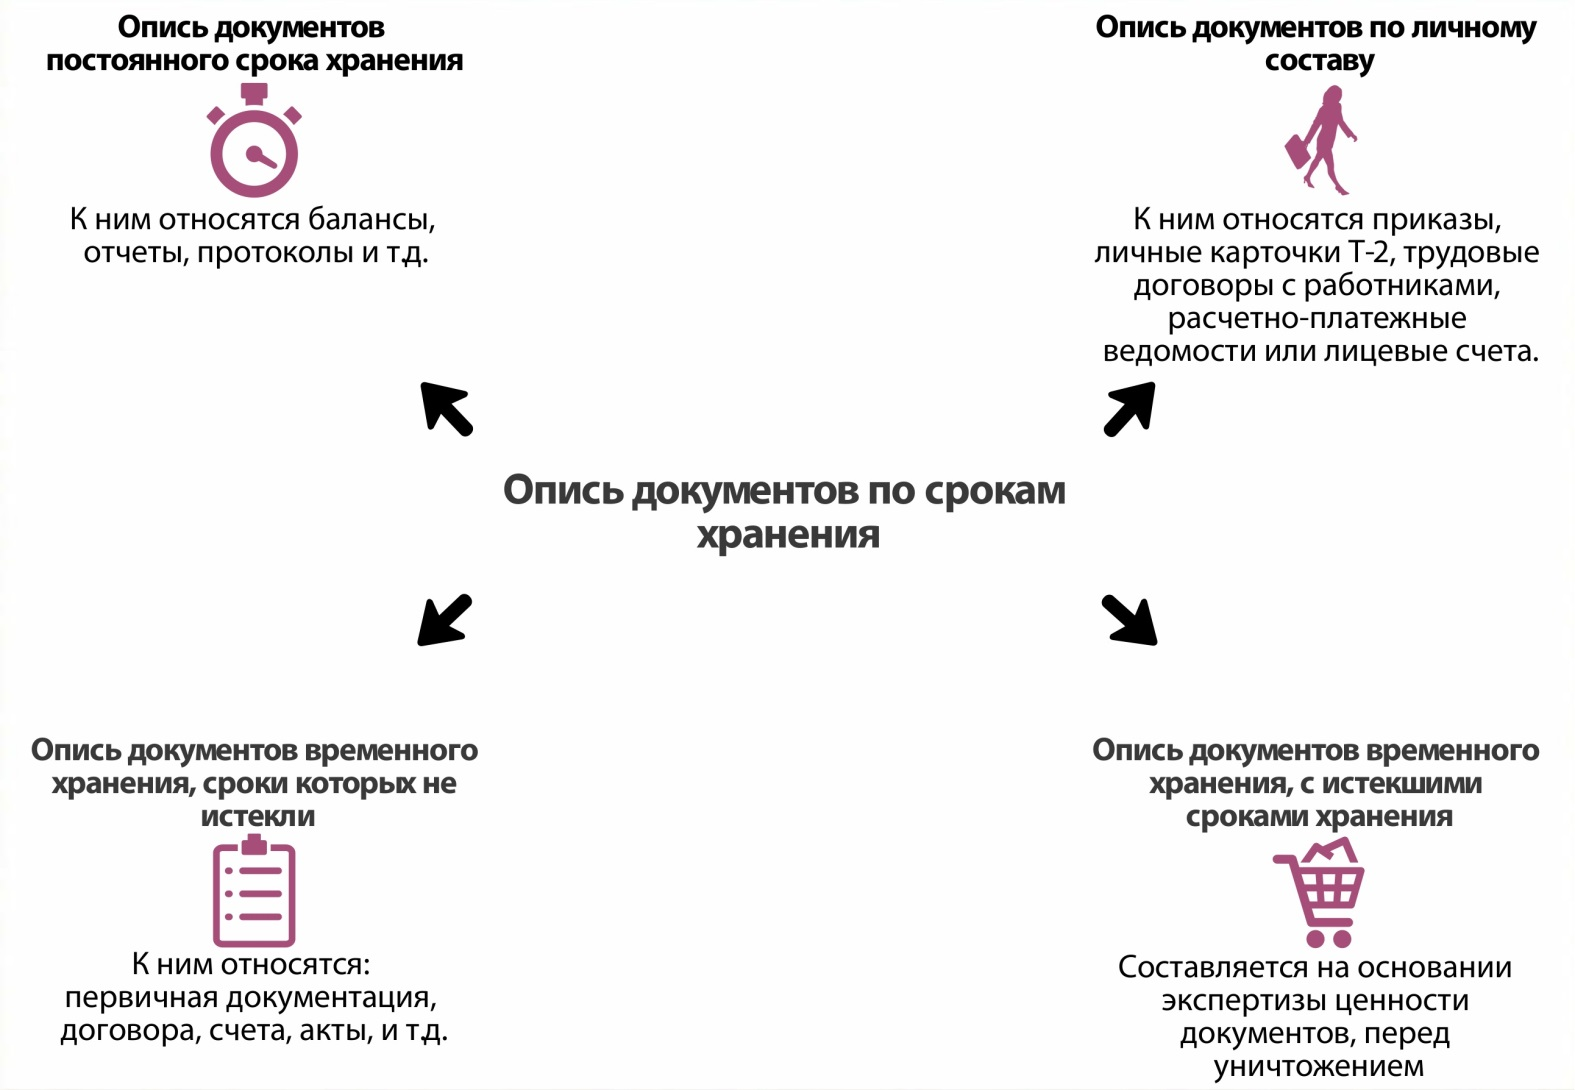 Опись документов
постоянного срока хранения
К ним относятся балансы,
отчеты, протоколы и т.д.
Опись документов по личному
составу
К ним относятся приказы,
личные карточки Т-2, трудовые
договоры с работниками,
расчетно-платежные
ведомости или лицевые счета.
Опись документов по срокам
хранения
Опись документов временного
хранения, сроки которых не
истекли
К ним относятся:
первичная документация,
договора, счета, акты, и т.д.
Опись документов временного
хранения, с истекшими
сроками хранения
Составляется на основании
экспертизы ценности
документов, перед
уничтожением